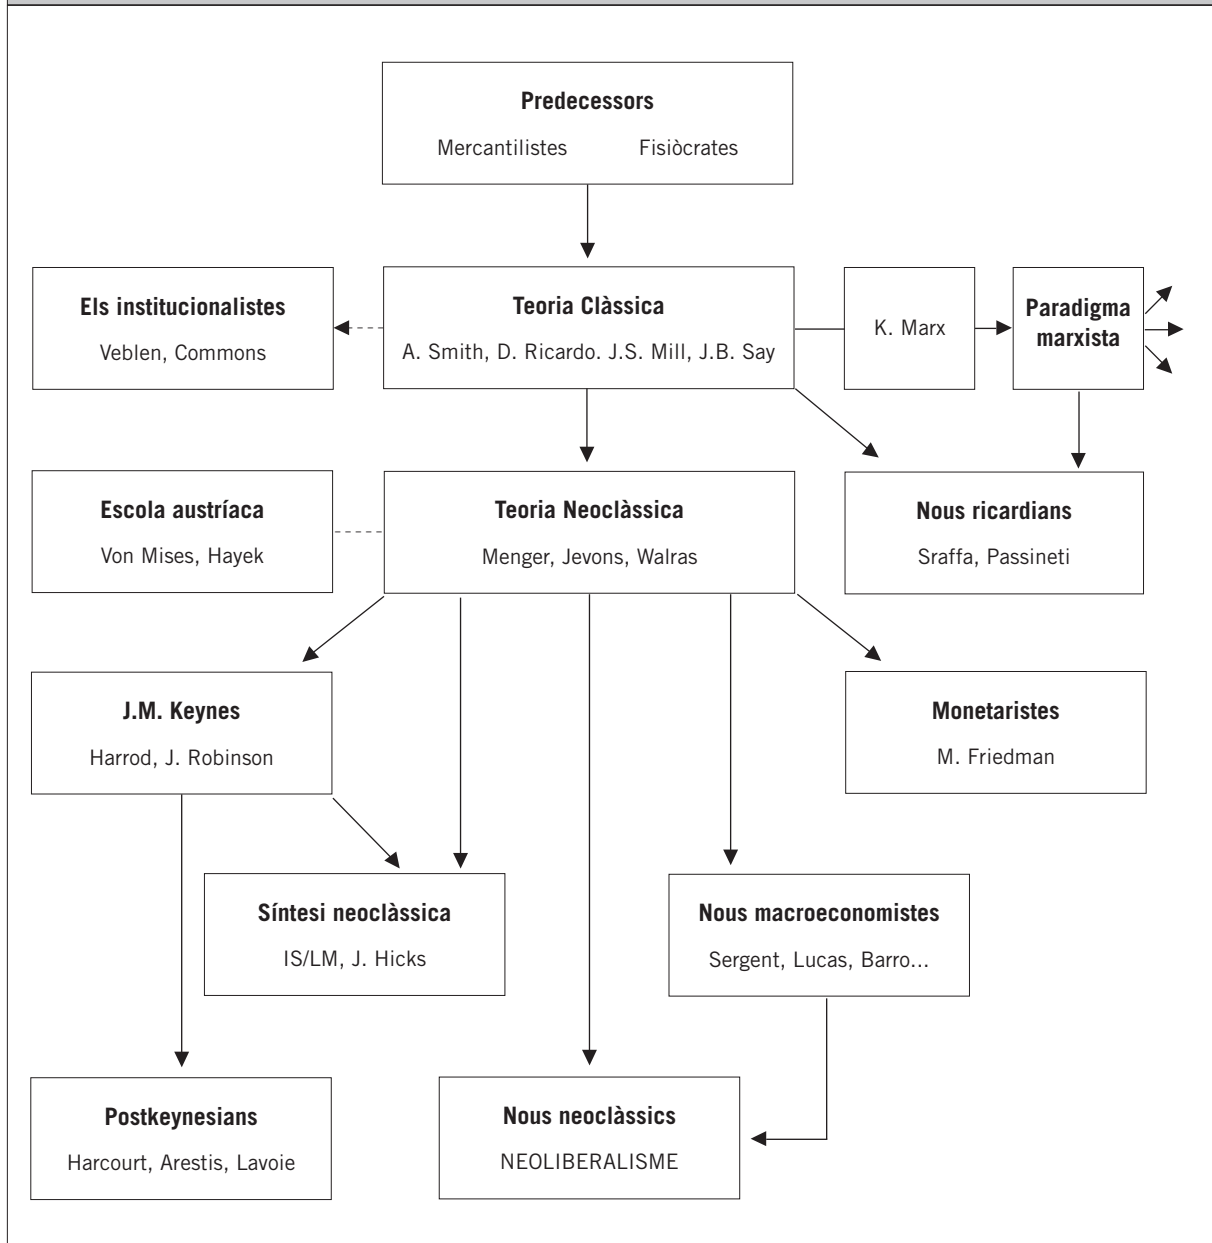 Predecessors
Mercantilistes Fisiòcrates
Els institucionalistes
Veblen, Commons
Teoria Clàssica
A. Smith, D. Ricardo. J.S. Mill, J.B. Say
K. Marx
Paradigma
marxista
Escola austríaca
Von Mises, Hayek
Teoria Neoclàssica
Menger, Jevons, Walras
Nous ricardians
Sraffa, Passineti
J.M. Keynes
Harrod, J. Robinson
Monetaristes
M. Friedman
Síntesi neoclàssica
IS/LM, J. Hicks
Nous macroeconomistes
Sergent, Lucas, Barro...
Postkeynesians
Harcourt, Arestis, Lavoie
Nous neoclàssics
NEOLIBERALISME